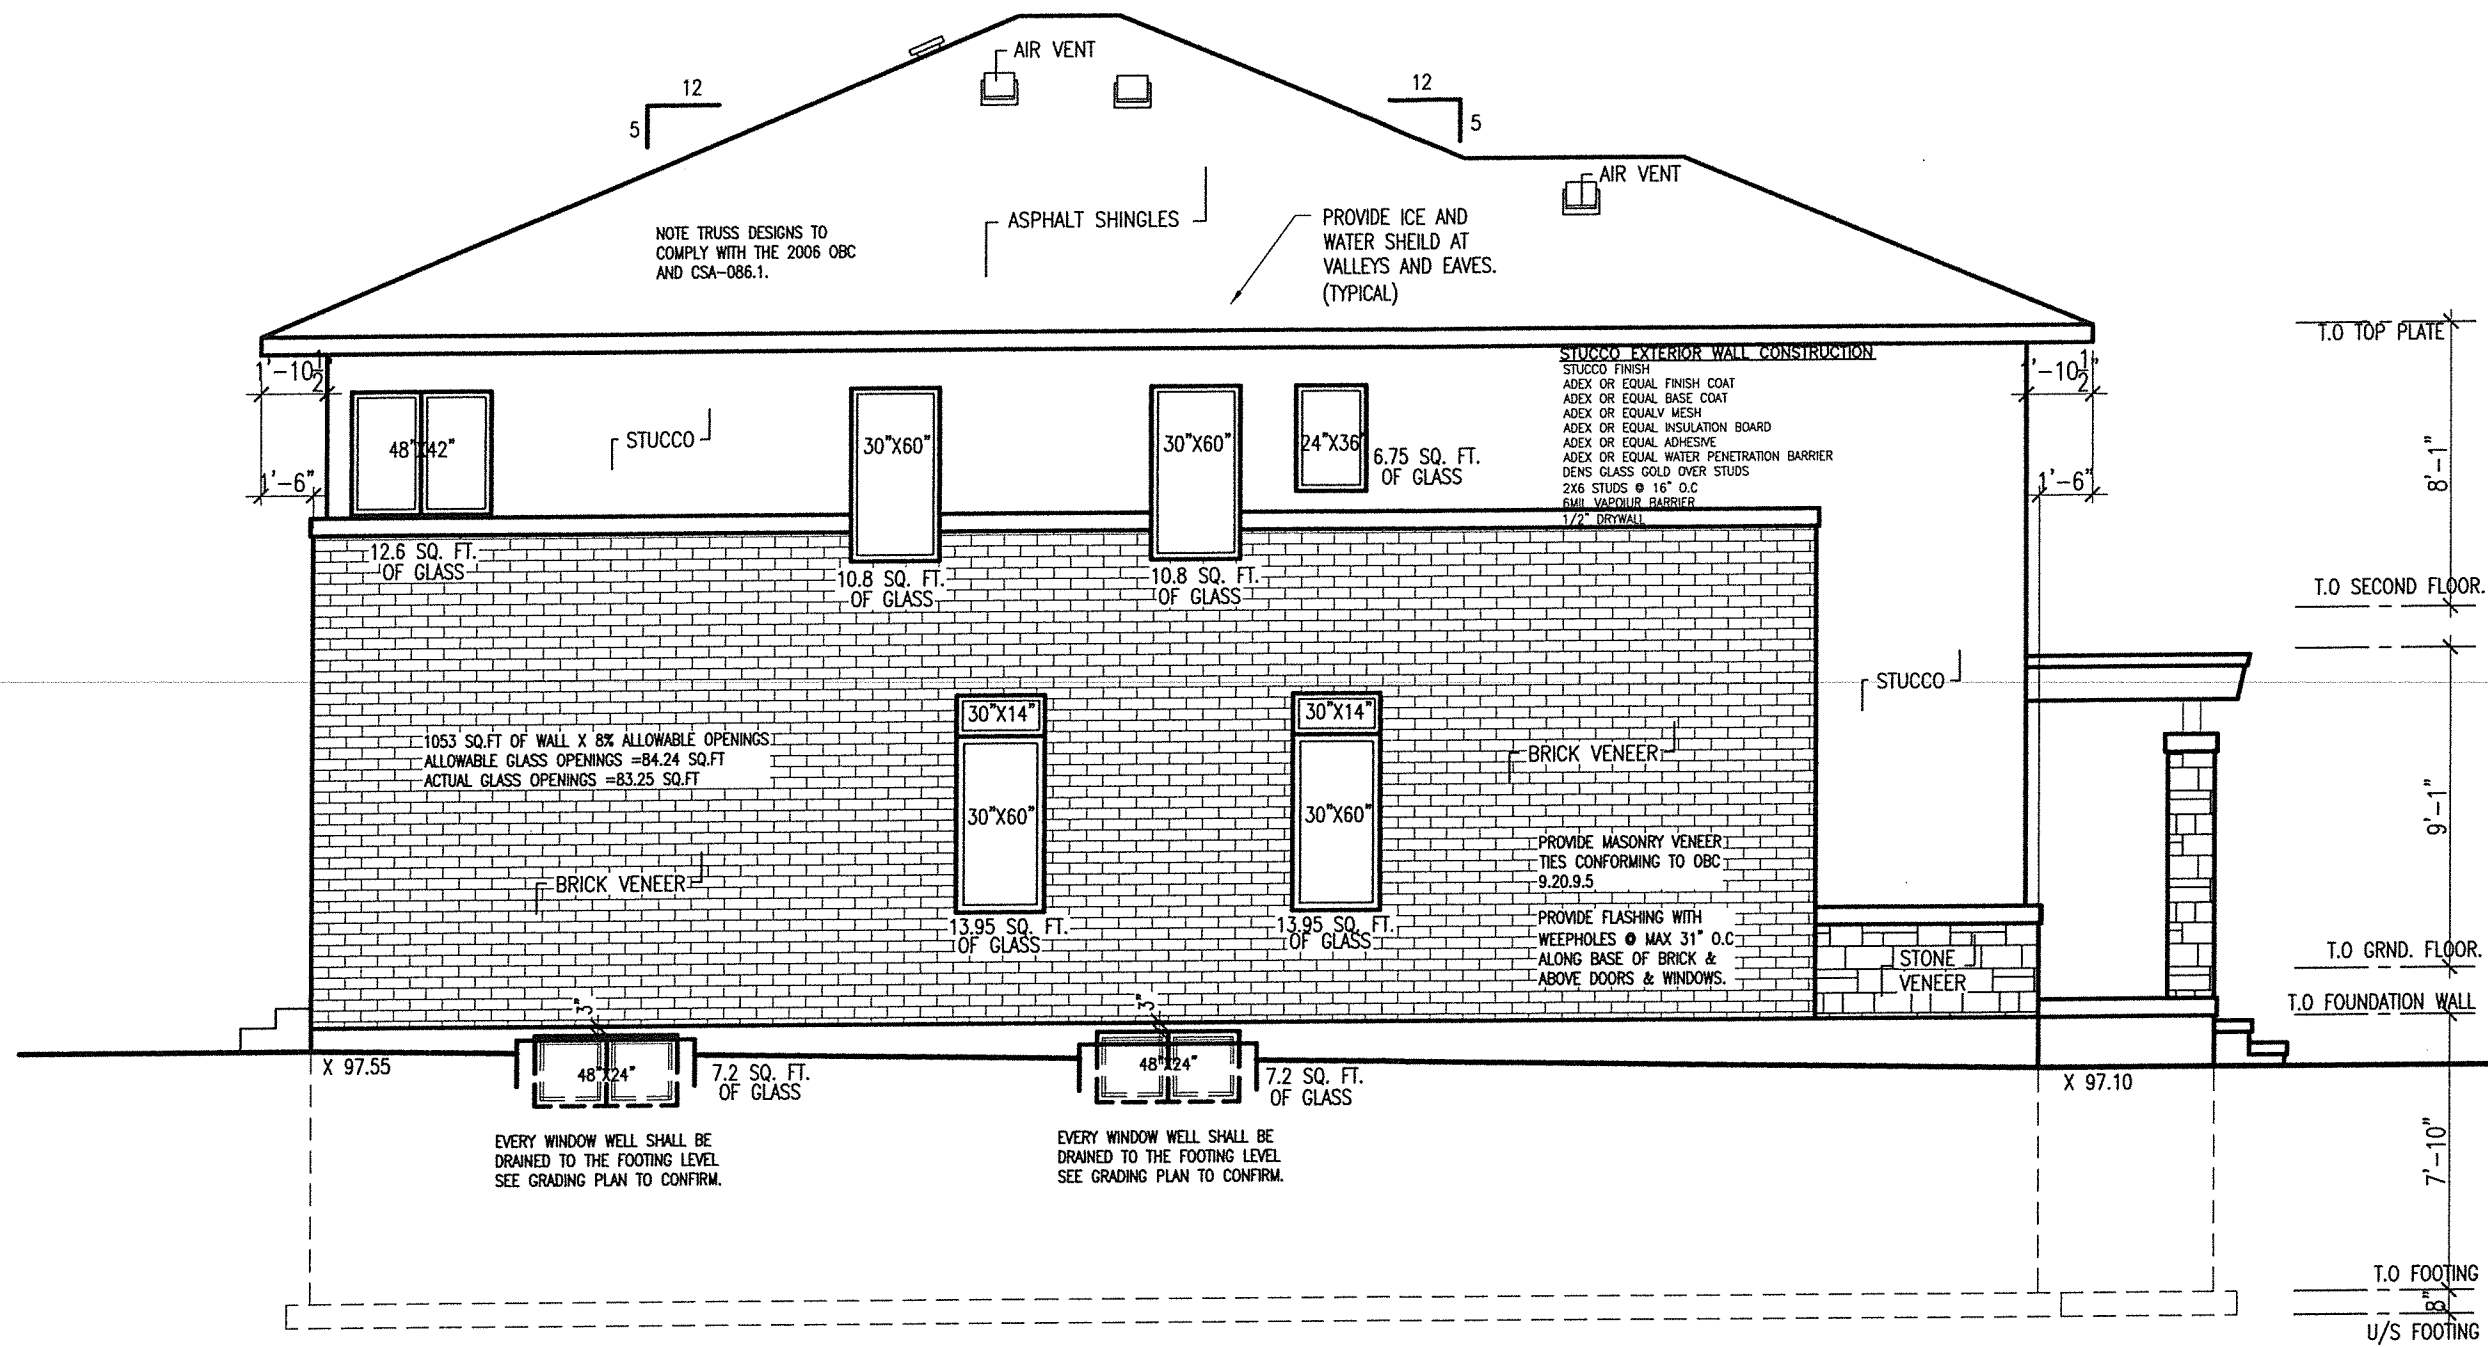 AIR VENT
12
5
12
5
AIR VENT
ASPHALT SHINGLES
NOTE TRUSS DESIGNS TO
COMPLY WITH THE 2006 OBC
AND CSA-086.1.
PROVIDE ICE AND
WATER SHEILD AT
VALLEYS AND EAVES.
(TYPICAL)
T.O TOP PLATE
1'-10 1/2"
1'-6"
48"X42"
STUCCO
30"X60"
30"X60"
24"X36"
6.75 SQ. FT.
OF GLASS
STUCCO EXTERIOR WALL CONSTRUCTION
STUCCO FINISH
ADEX OR EQUAL FINISH COAT
ADEX OR EQUAL BASE COAT
ADEX OR EQUALV MESH
ADEX OR EQUAL INSULATION BOARD
ADEX OR EQUAL ADHESIVE
ADEX OR EQUAL WATER PENETRATION BARRIER
DENS GLASS GOLD OVER STUDS
2X6 STUDS @ 16" O.C
6MIL VAPOIUR BARRIER
1/2" DRYWALL
1'-10 1/2"
1'-6"
8'-1"
12.6 SQ. FT.
OF GLASS
10.8 SQ. FT.
OF GLASS
10.8 SQ. FT.
OF GLASS
T.O SECOND FLOOR.
STUCCO
30"X14"
30"X14"
1053 SQ.FT OF WALL X 8% ALLOWABLE OPENINGS
ALLOWABLE GLASS OPENINGS =84.24 SQ.FT
ACTUAL GLASS OPENINGS =83.25 SQ.FT
BRICK VENEER
30"X60"
30"X60"
9'-1"
PROVIDE MASONRY VENEER
TIES CONFORMING TO OBC
9.20.9.5
BRICK VENEER
13.95 SQ. FT.
OF GLASS
13.95 SQ. FT.
OF GLASS
PROVIDE FLASHING WITH
WEEPHOLES @ MAX 31" O.C
ALONG BASE OF BRICK &
ABOVE DOORS & WINDOWS.
STONE
VENEER
T.O GRND. FLOOR.
T.O FOUNDATION WALL
3"
3"
X 97.55
48"X24"
7.2 SQ. FT.
OF GLASS
48"X24"
7.2 SQ. FT.
OF GLASS
X 97.10
EVERY WINDOW WELL SHALL BE
DRAINED TO THE FOOTING LEVEL
SEE GRADING PLAN TO CONFIRM.
EVERY WINDOW WELL SHALL BE
DRAINED TO THE FOOTING LEVEL
SEE GRADING PLAN TO CONFIRM.
7'-10"
T.O FOOTING
8"
U/S FOOTING